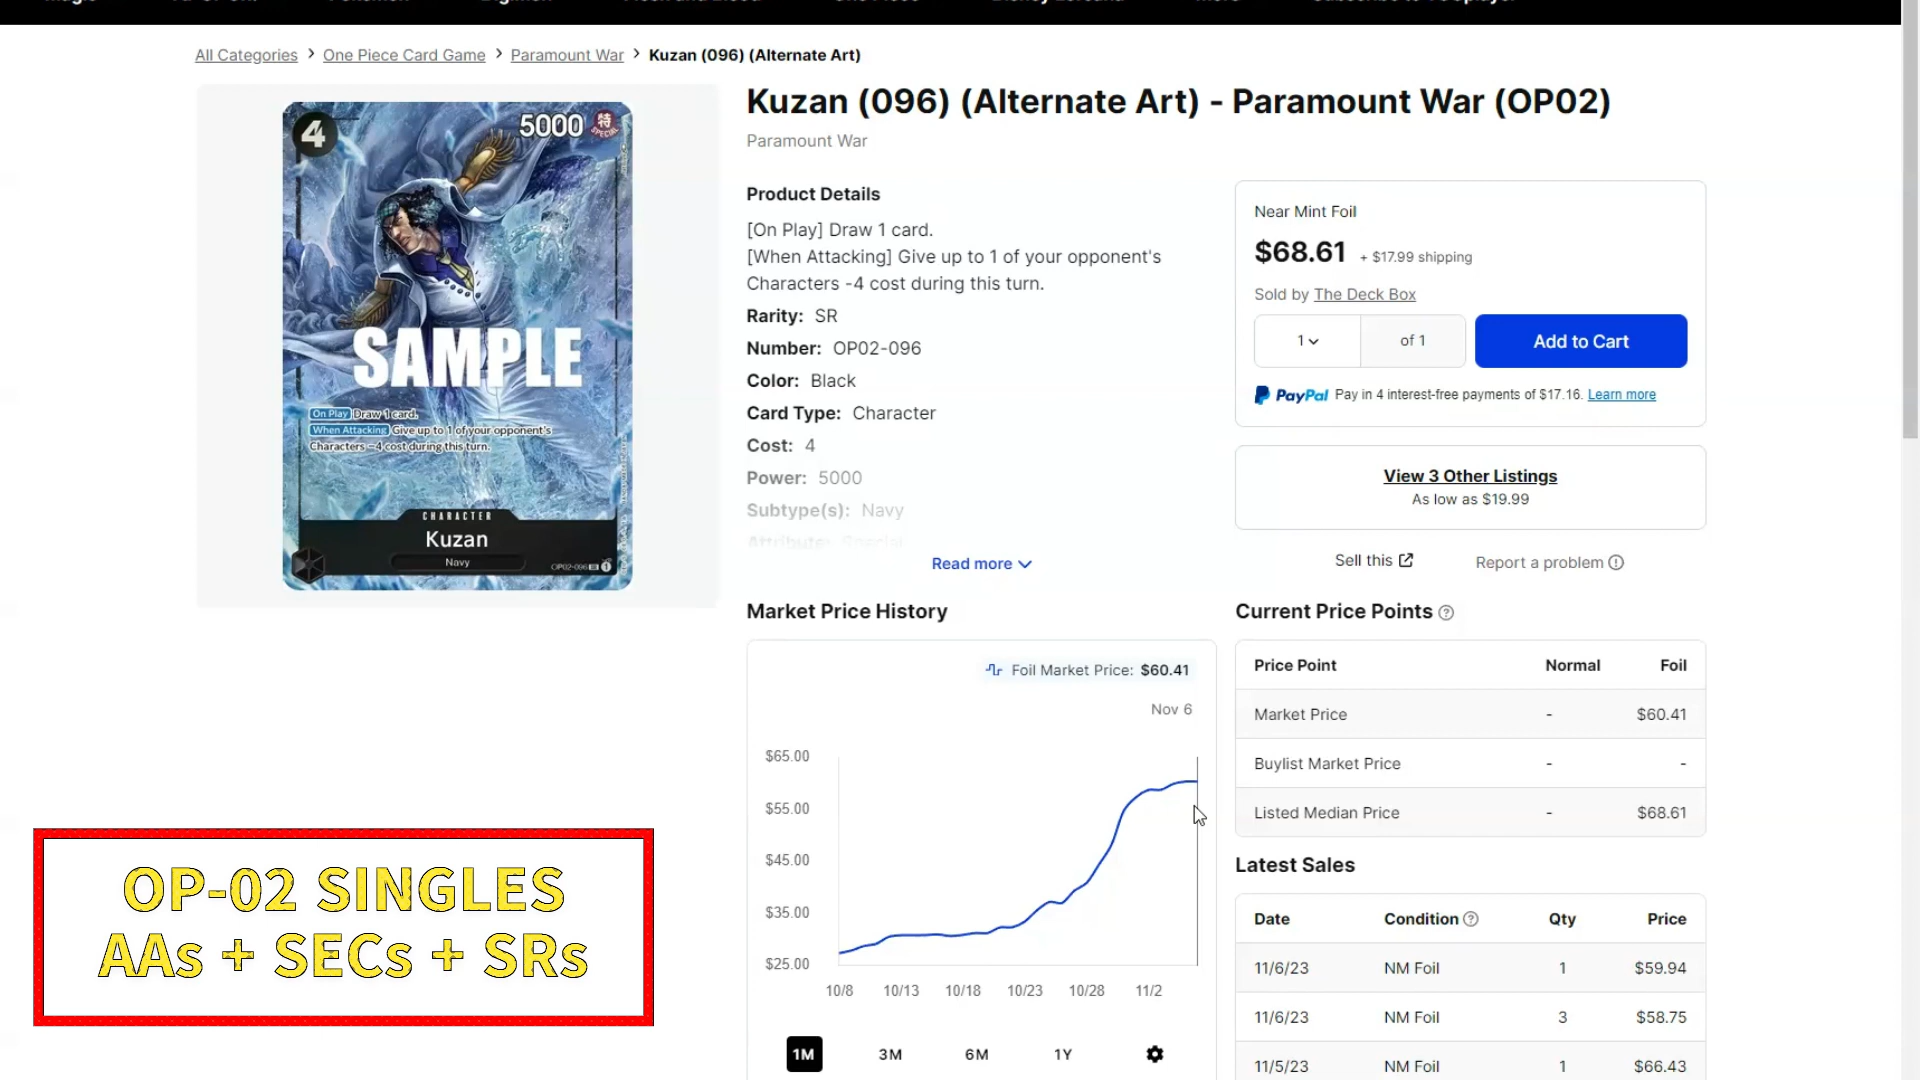 All Categories > One Piece Card Game > Paramount War > Kuzan (096) (Alternate Art)
4
5000
特
SPECIAL
SAMPLE
On Play Draw 1 card.
When Attacking Give up to 1 of your opponent's
Characters −4 cost during this turn.
CHARACTER
Kuzan
Navy
OP02-096 SR 1
Kuzan (096) (Alternate Art) - Paramount War (OP02)
Paramount War
Product Details
[On Play] Draw 1 card.
[When Attacking] Give up to 1 of your opponent's
Characters -4 cost during this turn.
Rarity: SR
Number: OP02-096
Color: Black
Card Type: Character
Cost: 4
Power: 5000
Subtype(s): Navy
Attribute: Special
Read more
Near Mint Foil
$68.61 + $17.99 shipping
Sold by The Deck Box
1 of 1
Add to Cart
PayPal Pay in 4 interest-free payments of $17.16. Learn more
View 3 Other Listings
As low as $19.99
Sell this
Report a problem
Market Price History
Foil Market Price: $60.41
Nov 6
$65.00
$55.00
$45.00
$35.00
$25.00
10/8 10/13 10/18 10/23 10/28 11/2
1M 3M 6M 1Y
Current Price Points
Price Point Normal Foil
Market Price - $60.41
Buylist Market Price - -
Listed Median Price - $68.61
Latest Sales
Date Condition Qty Price
11/6/23 NM Foil 1 $59.94
11/6/23 NM Foil 3 $58.75
11/5/23 NM Foil 1 $66.43
OP-02 SINGLES
AAs + SECs + SRs